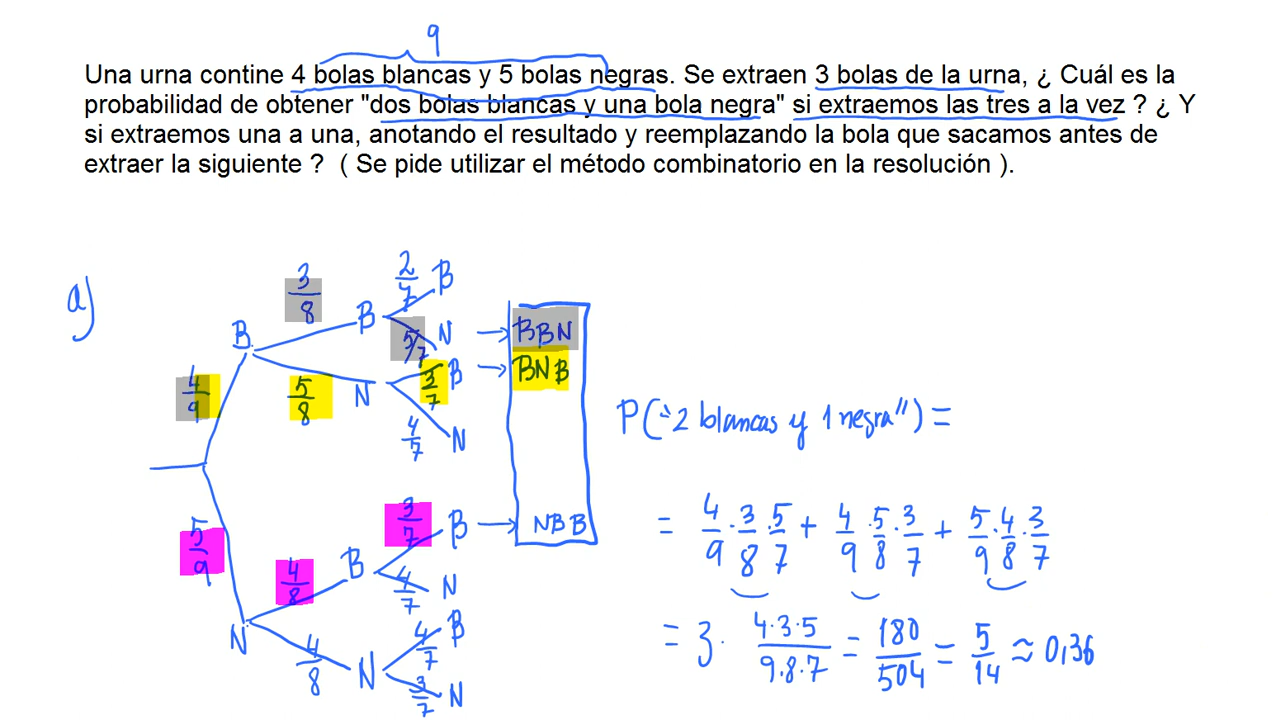 9
Una urna contine 4 bolas blancas y 5 bolas negras. Se extraen 3 bolas de la urna, ¿ Cuál es la
probabilidad de obtener "dos bolas blancas y una bola negra" si extraemos las tres a la vez ? ¿ Y
si extraemos una a una, anotando el resultado y reemplazando la bola que sacamos antes de
extraer la siguiente ? ( Se pide utilizar el método combinatorio en la resolución ).
a)
4/9 B
3/8 B
2/7 B
5/7 N → BBN
5/8 N
3/7 B → BNB
4/7 N
5/9 N
4/8 B
3/7 B → NBB
4/7 N
4/8 N
4/7 B
3/7 N
P("2 blancas y 1 negra") =
= 4/9 · 3/8 · 5/7 + 4/9 · 5/8 · 3/7 + 5/9 · 4/8 · 3/7
= 3 · 4·3·5/9·8·7 = 180/504 = 5/14 ≈ 0,36